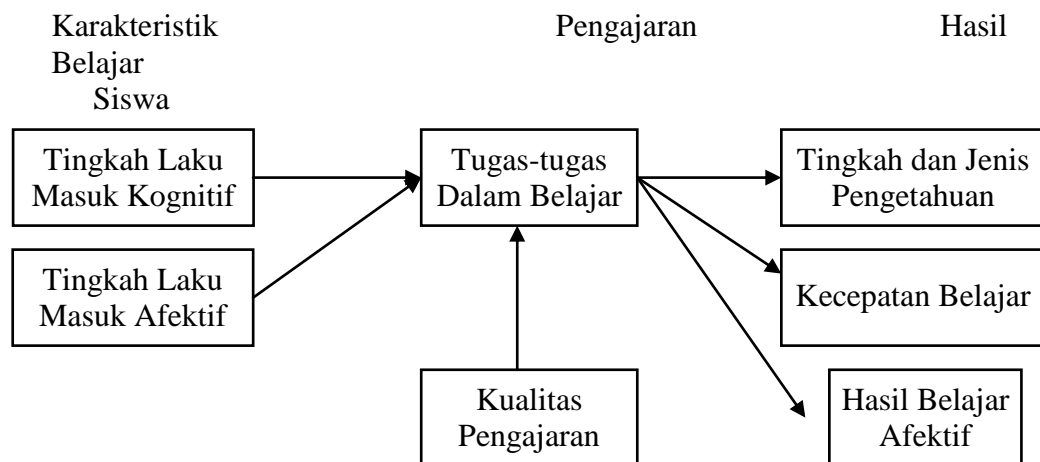 Karakteristik Pengajaran Hasil
Belajar
Siswa
Tingkah Laku
Masuk Kognitif
Tugas-tugas
Dalam Belajar
Tingkah dan Jenis
Pengetahuan
Tingkah Laku
Masuk Afektif
Kecepatan Belajar
Kualitas
Pengajaran
Hasil Belajar
Afektif